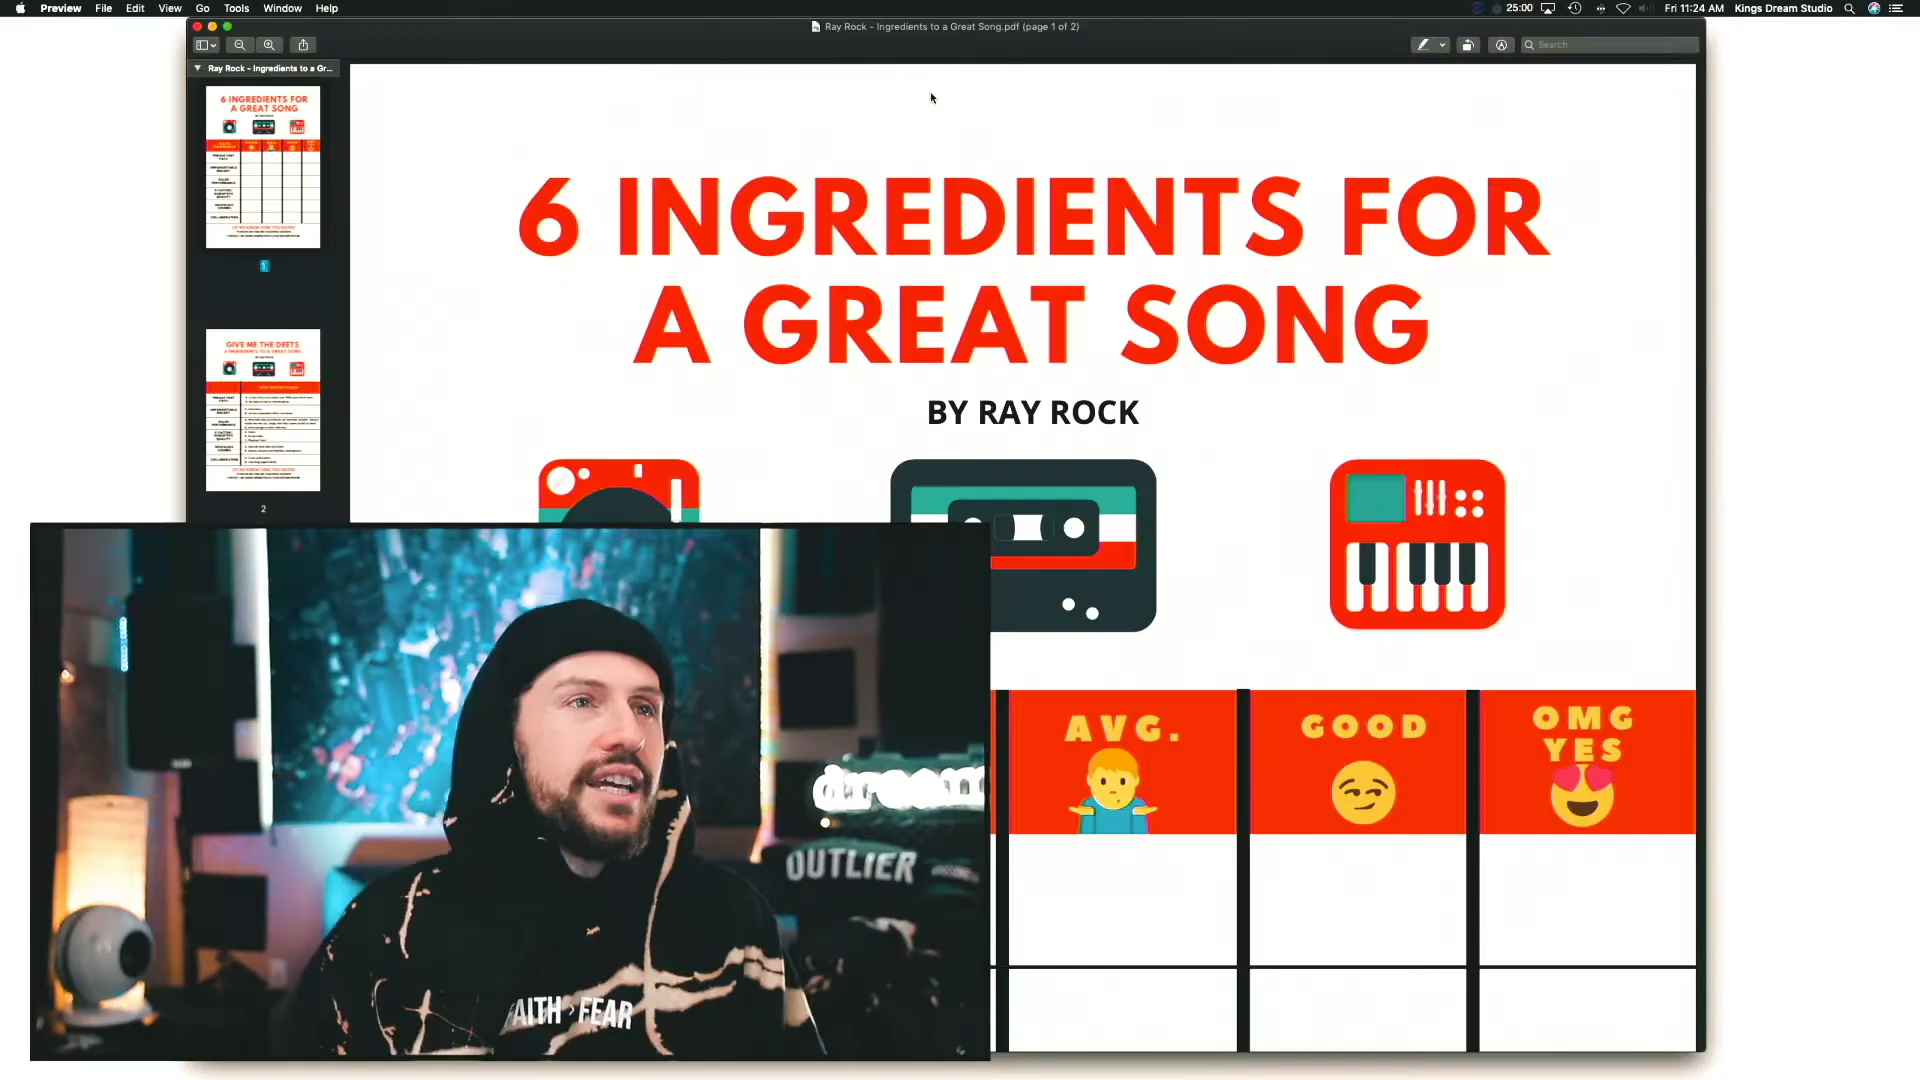 Preview File Edit View Go Tools Window Help
25:00 Fri 11:24 AM Kings Dream Studio
Ray Rock - Ingredients to a Great Song.pdf (page 1 of 2)
Search
Ray Rock - Ingredients to a Gr...
6 INGREDIENTS FOR
A GREAT SONG
1
GIVE ME THE DEETS
2
6 INGREDIENTS FOR
A GREAT SONG
BY RAY ROCK
AVG.
GOOD
OMG
YES
dream
OUTLIER
FAITH > FEAR